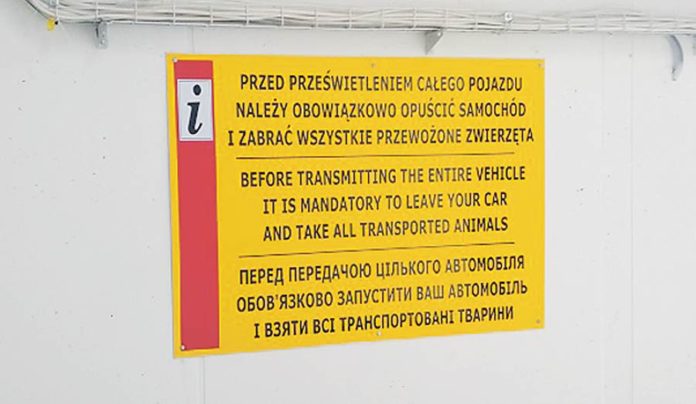 i
PRZED PRZEŚWIETLENIEM CAŁEGO POJAZDU
NALEŻY OBOWIĄZKOWO OPUŚCIĆ SAMOCHÓD
I ZABRAĆ WSZYSTKIE PRZEWOŻONE ZWIERZĘTA
BEFORE TRANSMITTING THE ENTIRE VEHICLE
IT IS MANDATORY TO LEAVE YOUR CAR
AND TAKE ALL TRANSPORTED ANIMALS
ПЕРЕД ПЕРЕДАЧОЮ ЦІЛЬКОГО АВТОМОБІЛЯ
ОБОВ'ЯЗКОВО ЗАПУСТИТИ ВАШ АВТОМОБІЛЬ
І ВЗЯТИ ВСІ ТРАНСПОРТОВАНІ ТВАРИНИ